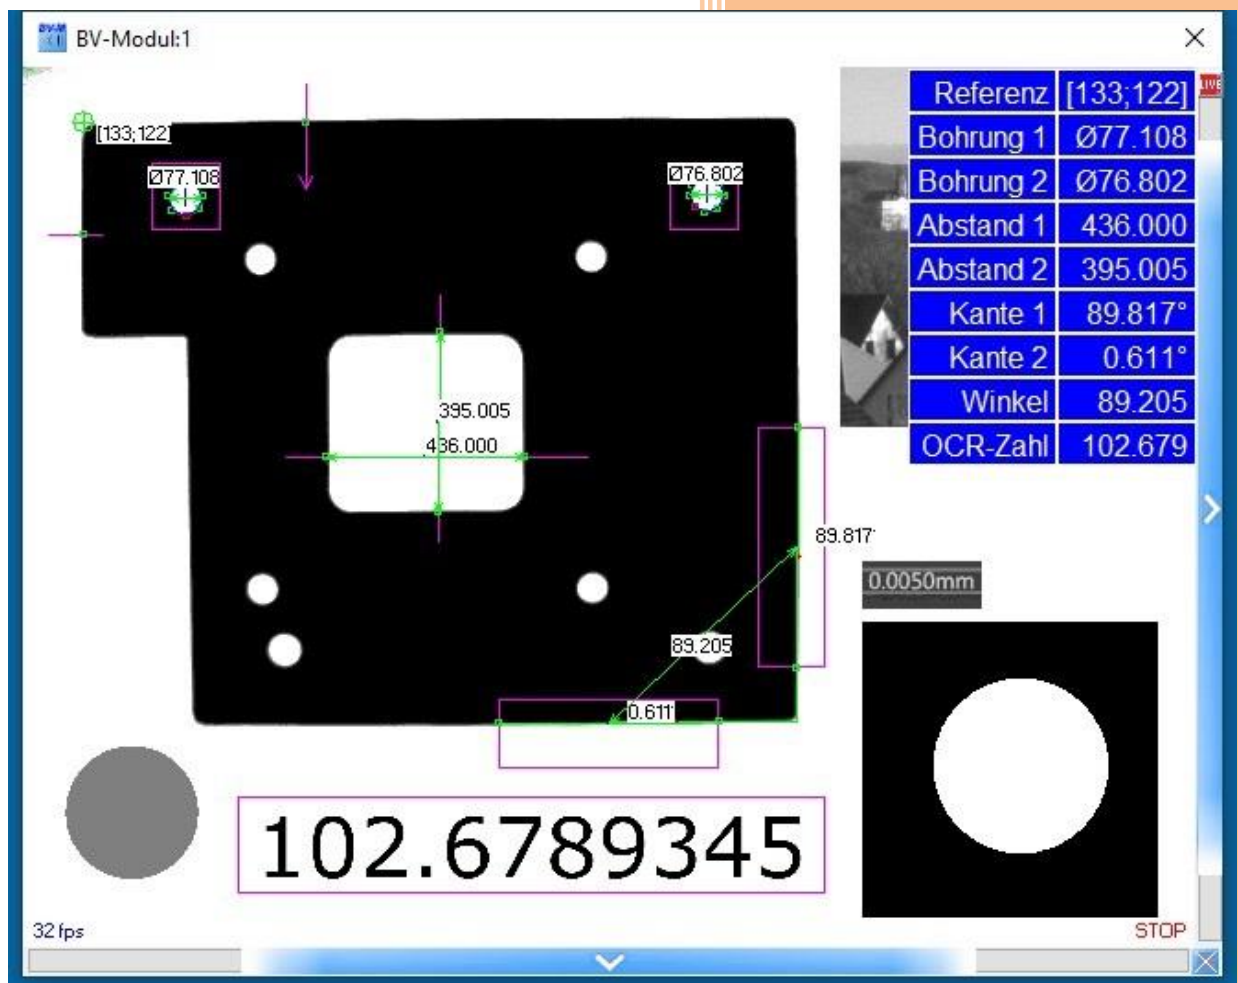 BV-Modul:1
[133;122]
Ø77.108
Ø76.802
395.005
436.000
89.817°
89.205
0.611°
Referenz [133;122]
Bohrung 1 Ø77.108
Bohrung 2 Ø76.802
Abstand 1 436.000
Abstand 2 395.005
Kante 1 89.817°
Kante 2 0.611°
Winkel 89.205
OCR-Zahl 102.679
LIVE
0.0050mm
102.6789345
32 fps
STOP